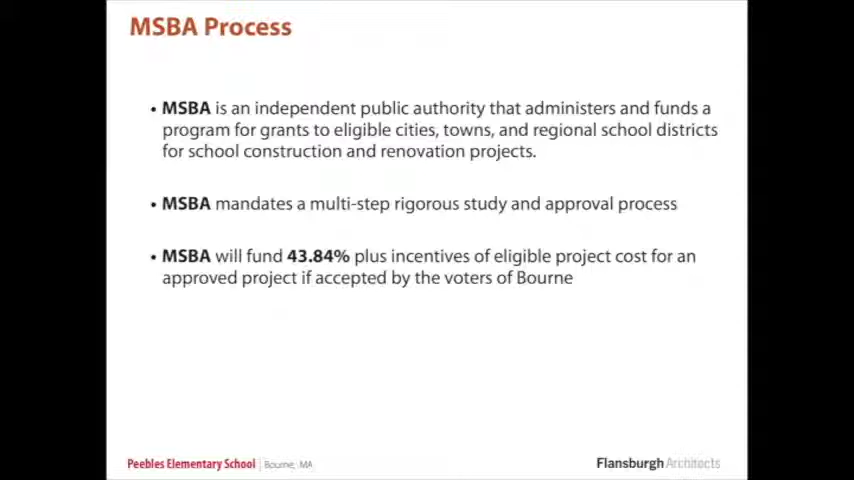 MSBA Process
• MSBA is an independent public authority that administers and funds a
program for grants to eligible cities, towns, and regional school districts
for school construction and renovation projects.
• MSBA mandates a multi-step rigorous study and approval process
• MSBA will fund 43.84% plus incentives of eligible project cost for an
approved project if accepted by the voters of Bourne
Peebles Elementary School | Bourne, MA
Flansburgh Architects